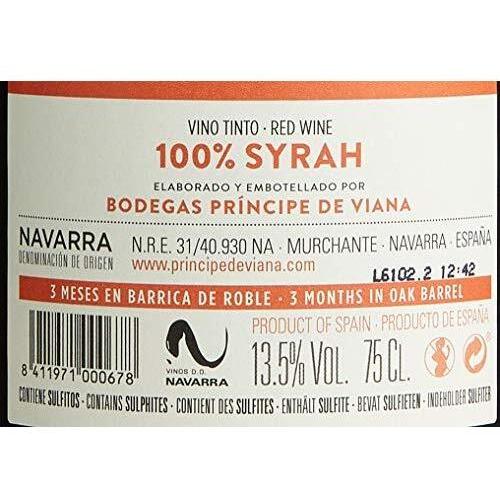 VINO TINTO · RED WINE
100% SYRAH
ELABORADO Y EMBOTELLADO POR
BODEGAS PRÍNCIPE DE VIANA
NAVARRA
DENOMINACIÓN DE ORIGEN
N.R.E. 31/40.930 NA - MURCHANTE - NAVARRA - ESPAÑA
www.principedeviana.com
L6102.2 12:42
3 MESES EN BARRICA DE ROBLE · 3 MONTHS IN OAK BARREL
PRODUCT OF SPAIN · PRODUCTO DE ESPAÑA
VINOS D.O.
NAVARRA
13.5% VOL. 75 CL.
8 411971 000678
CONTIENE SULFITOS - CONTAINS SULPHITES - CONTIENT DES SULFITES - ENTHÄLT SULFITE - BEVAT SULFIETEN - INDEHOLDER SULFITER